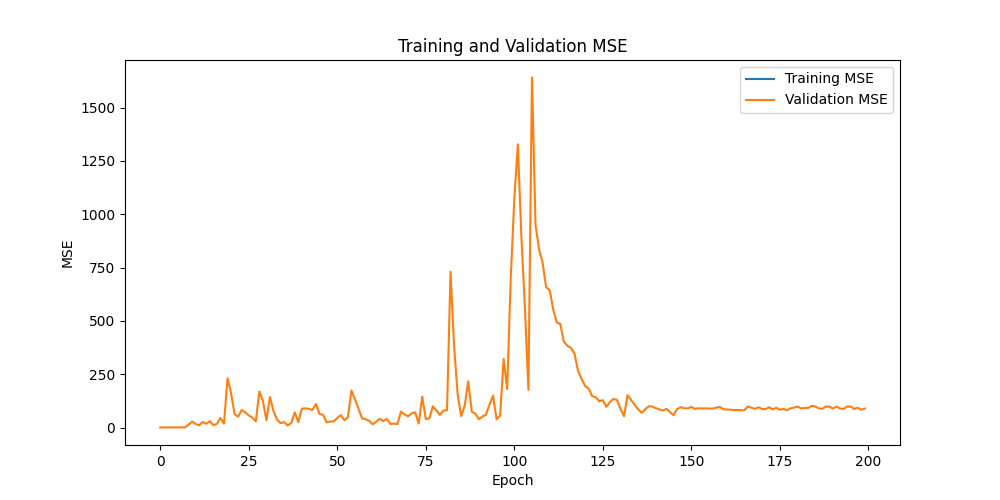 Training and Validation MSE
Training MSE
Validation MSE
1500
1250
1000
750
500
250
0
MSE
0 25 50 75 100 125 150 175 200
Epoch